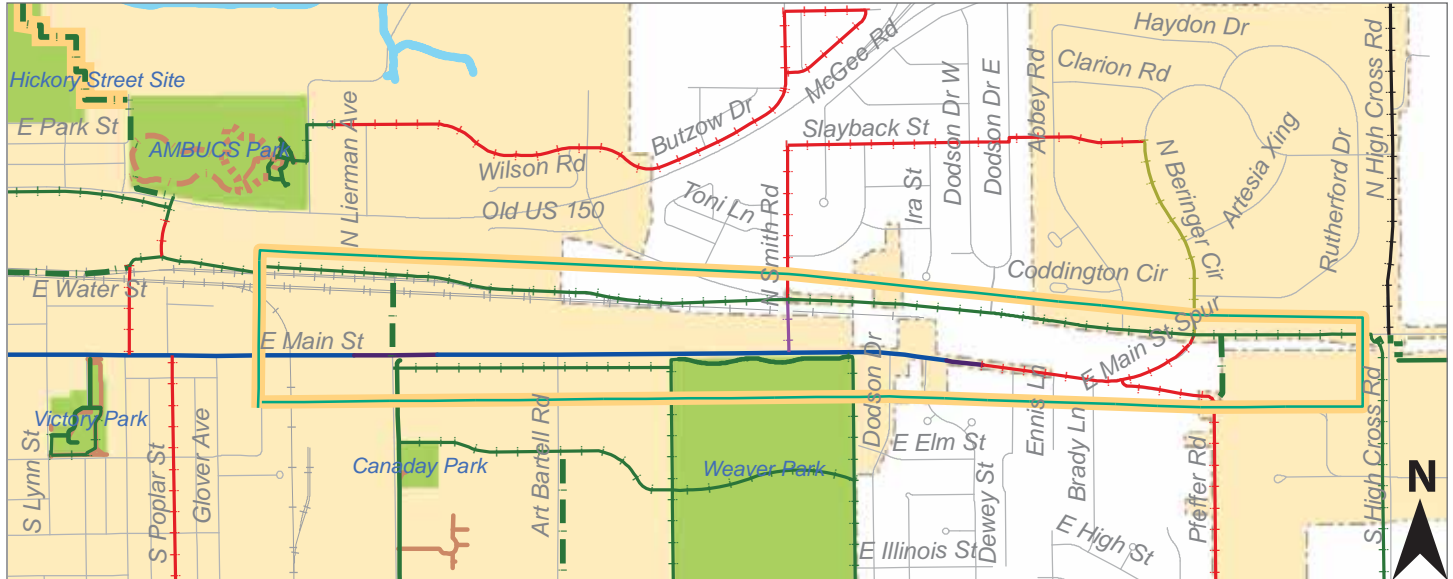 Haydon Dr
Hickory Street Site
Clarion Rd
McGee Rd
N High Cross Rd
Abbey Rd
E Park St
N Lierman Ave
Butzow Dr
Slayback St
Dodson Dr W
Dodson Dr E
AMBUCS Park
Wilson Rd
N Beringer Cir
Artesia Xing
Rutherford Dr
Old US 150
Toni Ln
Ira St
N Smith Rd
Coddington Cir
E Water St
E Main St
E Main St Spur
Dodson Dr
Ennis Ln
Victory Park
S Lynn St
S Poplar St
Glover Ave
Canaday Park
Art Bartell Rd
Weaver Park
E Elm St
Brady Ln
Pfeffer Rd
S High Cross Rd
N
Dewey St
E Illinois St
E High St